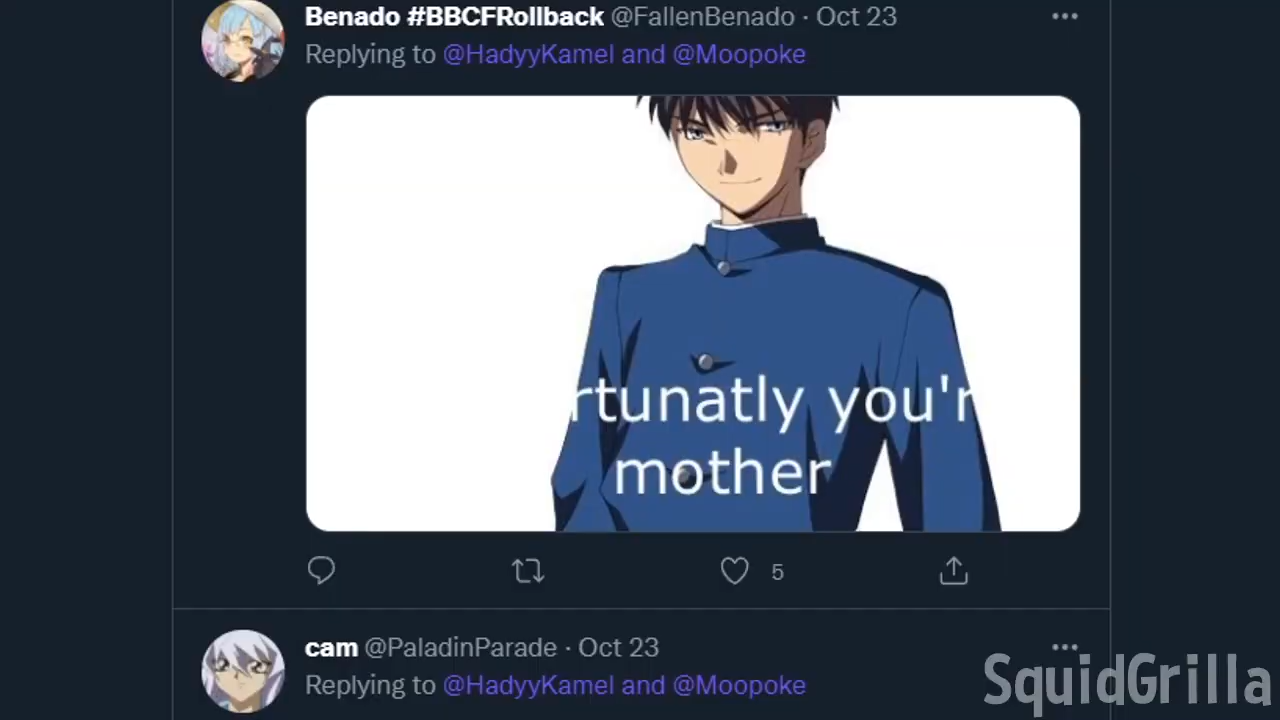 Benado #BBCFRollback @FallenBenado · Oct 23
Replying to @HadyyKamel and @Moopoke
rtunatly you'r
mother
5
cam @PaladinParade · Oct 23
Replying to @HadyyKamel and @Moopoke
SquidGrilla